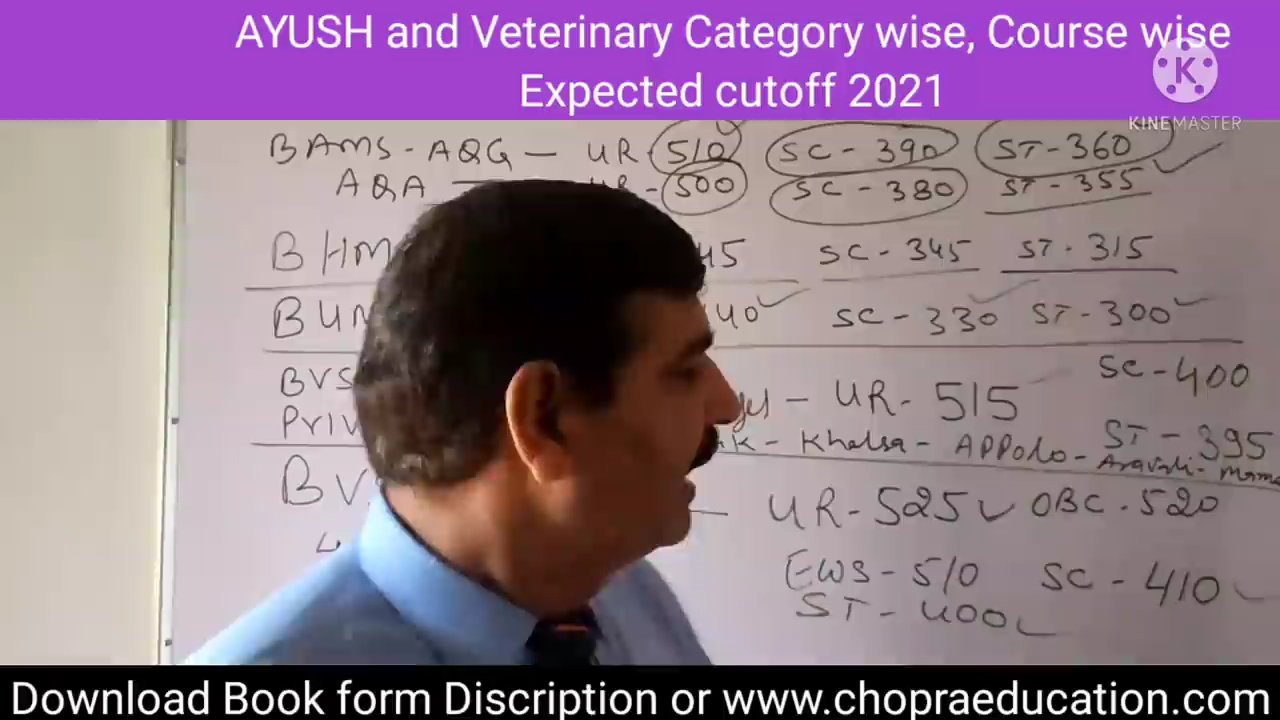 AYUSH and Veterinary Category wise, Course wise
Expected cutoff 2021
KINEMASTER
BAMS - AQG — UR 510 SC - 390 ST - 360
AQA — UR - 500 SC - 380 ST - 355
BHM 45 SC - 345 ST - 315
BUM 40 SC - 330 ST - 300
BVS SC - 400
Priv — UR - 515
- Khalsa - APPolo - ST - 395
BV — UR - 525 OBC - 520
EWS - 510 SC - 410
ST - 400
Download Book form Discription or www.chopraeducation.com